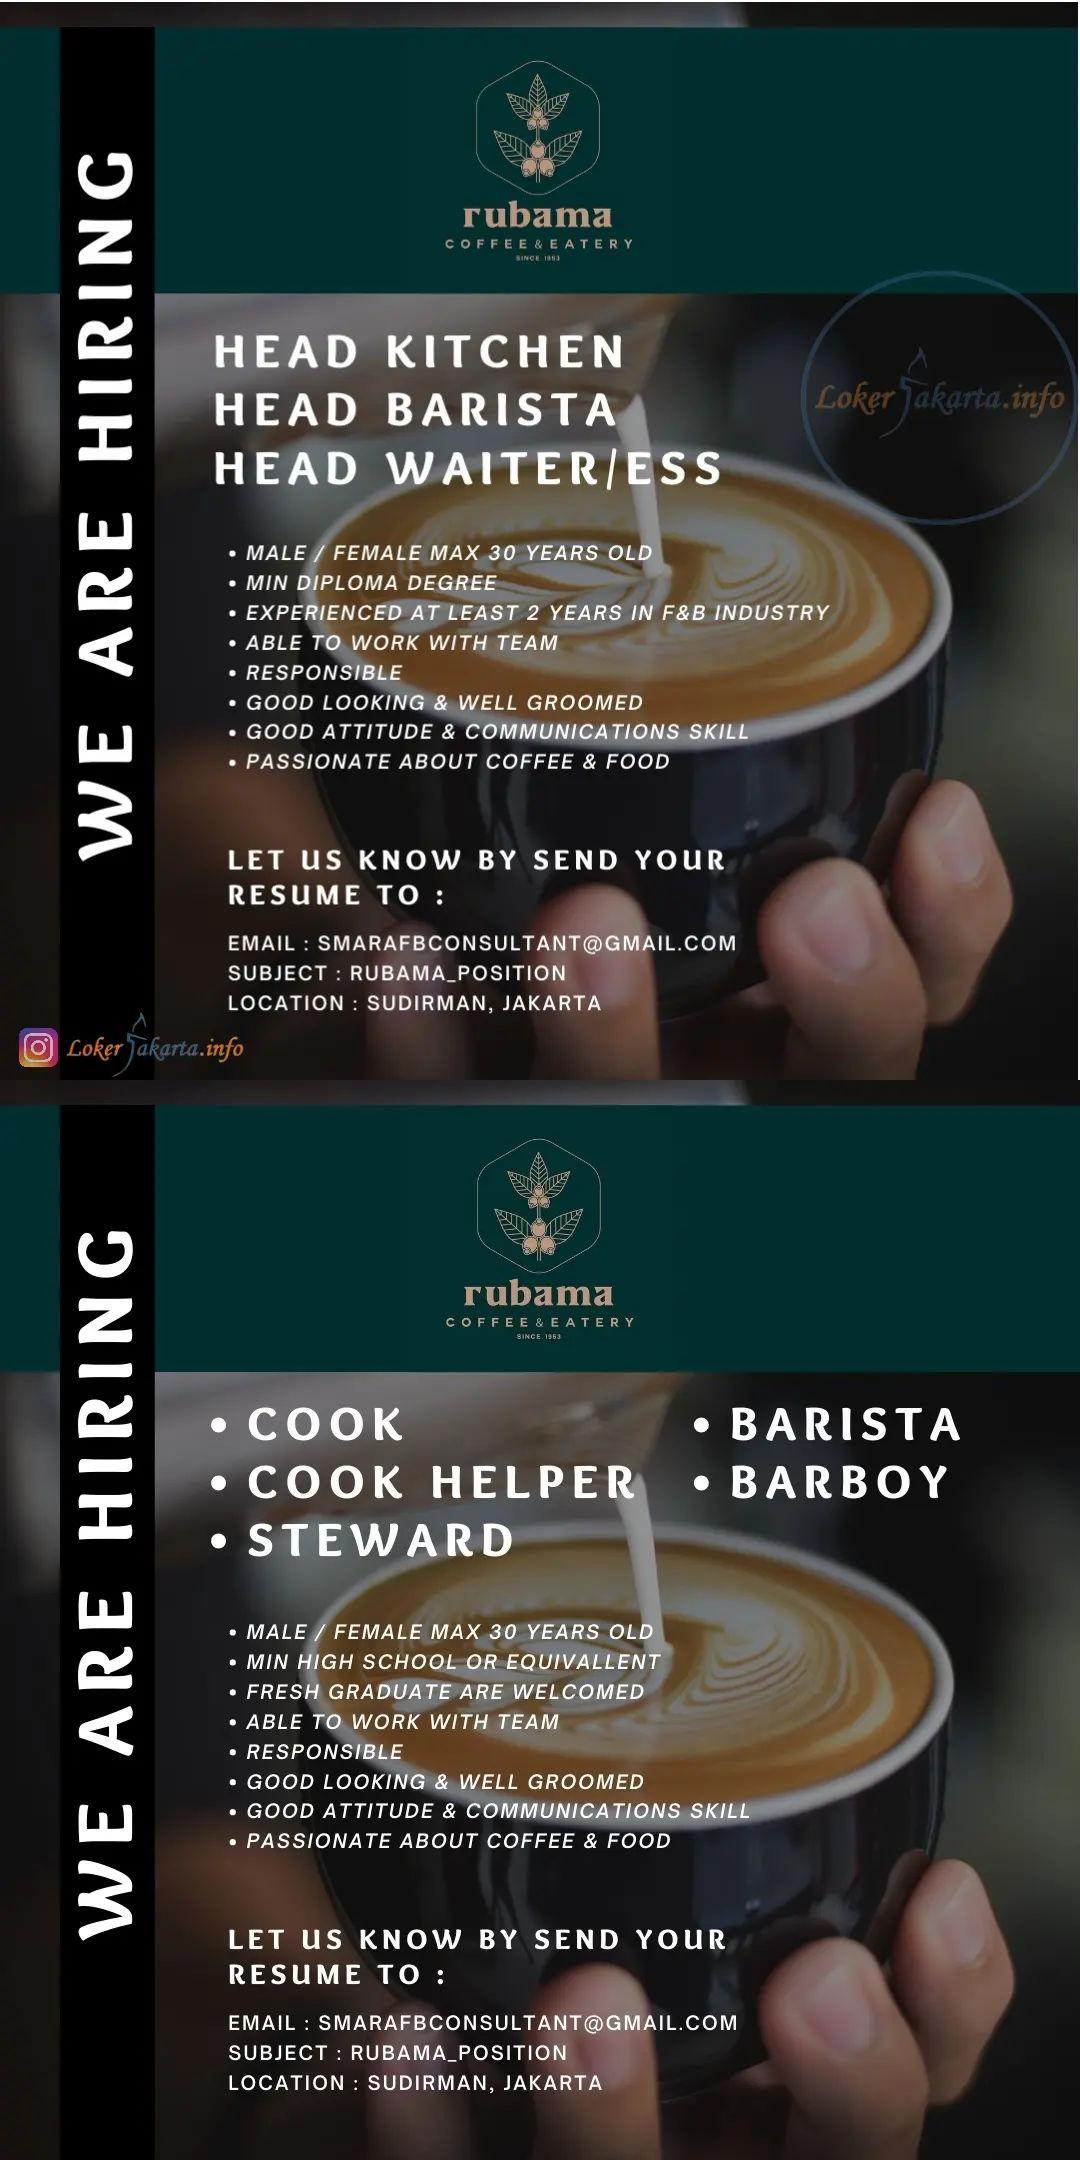 WE ARE HIRING
rubama
COFFEE & EATERY
SINCE. 1953
HEAD KITCHEN
HEAD BARISTA
HEAD WAITER/ESS
Loker Jakarta.info
• MALE / FEMALE MAX 30 YEARS OLD
• MIN DIPLOMA DEGREE
• EXPERIENCED AT LEAST 2 YEARS IN F&B INDUSTRY
• ABLE TO WORK WITH TEAM
• RESPONSIBLE
• GOOD LOOKING & WELL GROOMED
• GOOD ATTITUDE & COMMUNICATIONS SKILL
• PASSIONATE ABOUT COFFEE & FOOD
LET US KNOW BY SEND YOUR
RESUME TO :
EMAIL : SMARAFBCONSULTANT@GMAIL.COM
SUBJECT : RUBAMA_POSITION
LOCATION : SUDIRMAN, JAKARTA
Loker Jakarta.info
WE ARE HIRING
rubama
COFFEE & EATERY
SINCE. 1953
• COOK
• COOK HELPER
• STEWARD
• BARISTA
• BARBOY
• MALE / FEMALE MAX 30 YEARS OLD
• MIN HIGH SCHOOL OR EQUIVALLENT
• FRESH GRADUATE ARE WELCOMED
• ABLE TO WORK WITH TEAM
• RESPONSIBLE
• GOOD LOOKING & WELL GROOMED
• GOOD ATTITUDE & COMMUNICATIONS SKILL
• PASSIONATE ABOUT COFFEE & FOOD
LET US KNOW BY SEND YOUR
RESUME TO :
EMAIL : SMARAFBCONSULTANT@GMAIL.COM
SUBJECT : RUBAMA_POSITION
LOCATION : SUDIRMAN, JAKARTA